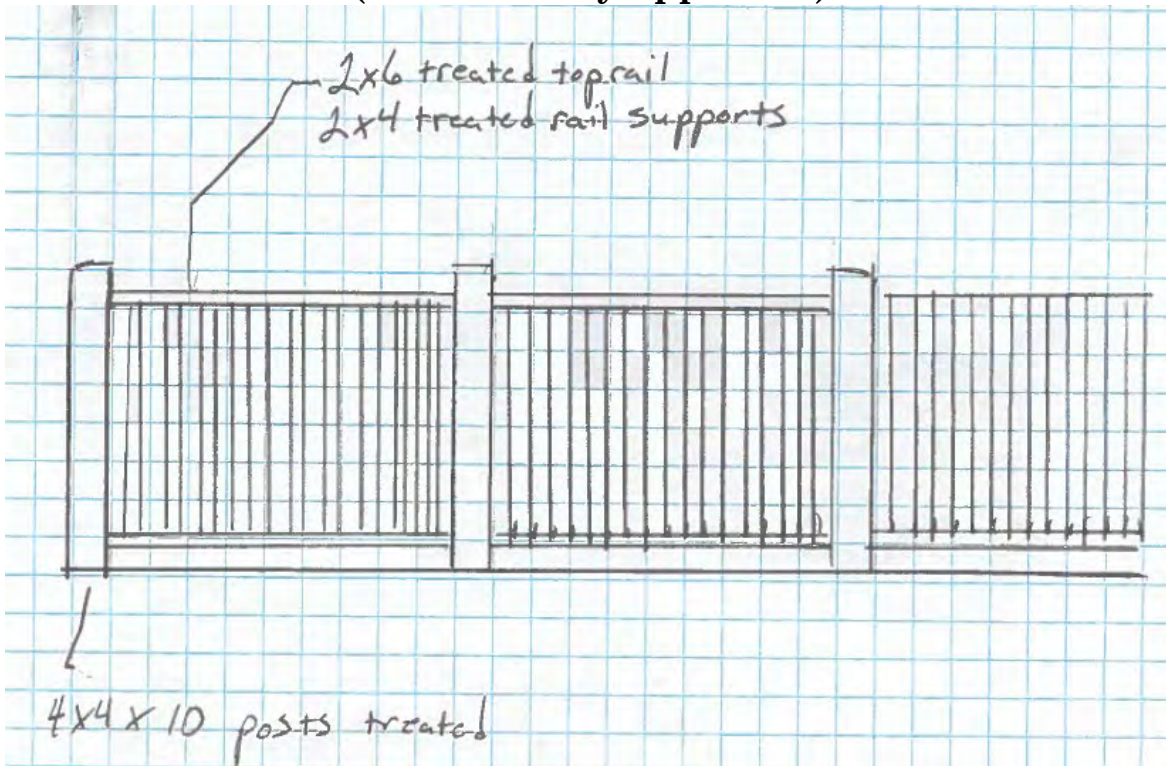 2x6 treated top rail
2x4 treated rail supports
4x4 x 10 posts treated